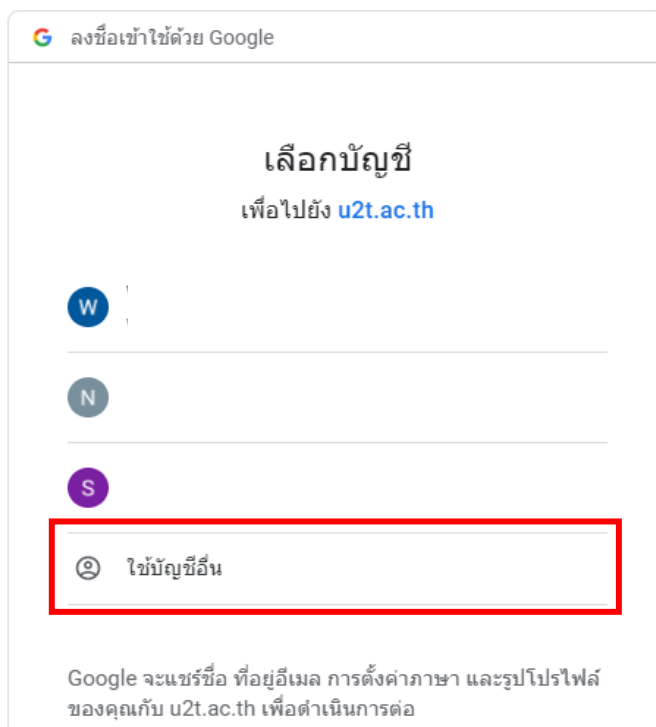 ลงชื่อเข้าใช้ด้วย Google
เลือกบัญชี
เพื่อไปยัง u2t.ac.th
W
N
S
ใช้บัญชีอื่น
Google จะแชร์ชื่อ ที่อยู่อีเมล การตั้งค่าภาษา และรูปโปรไฟล์
ของคุณกับ u2t.ac.th เพื่อดำเนินการต่อ